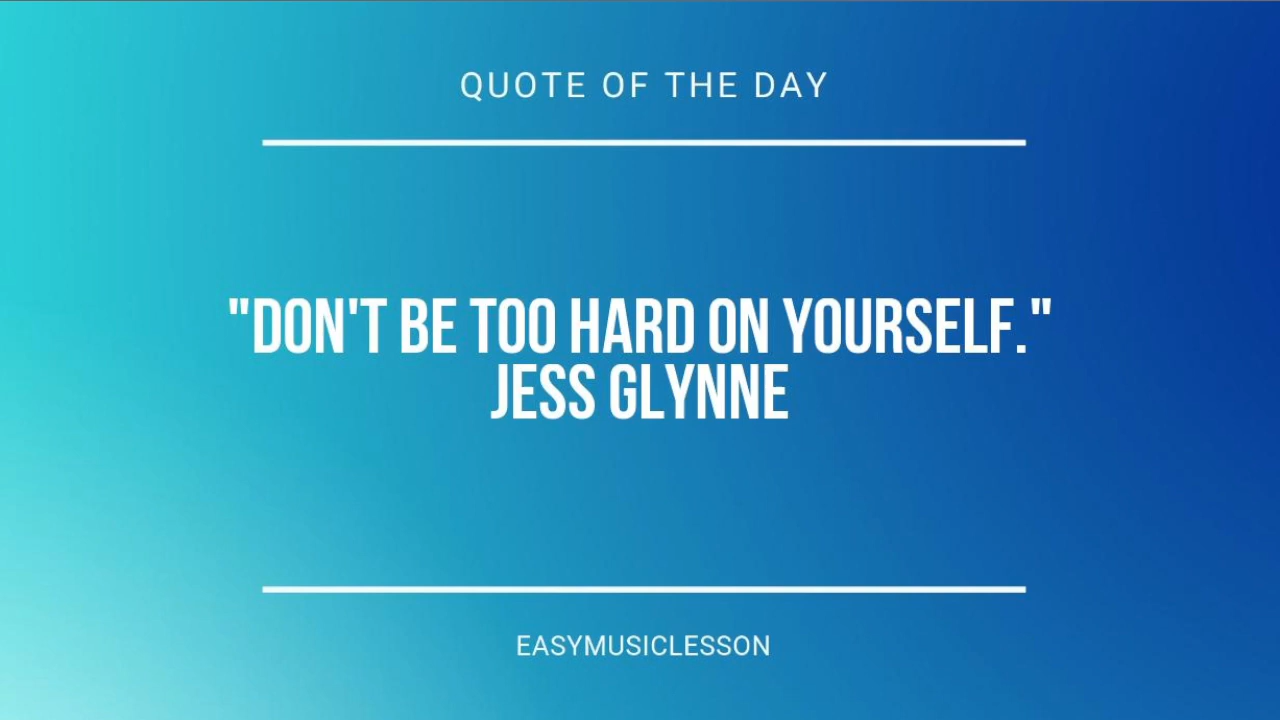 QUOTE OF THE DAY
"DON'T BE TOO HARD ON YOURSELF."
JESS GLYNNE
EASYMUSICLESSON